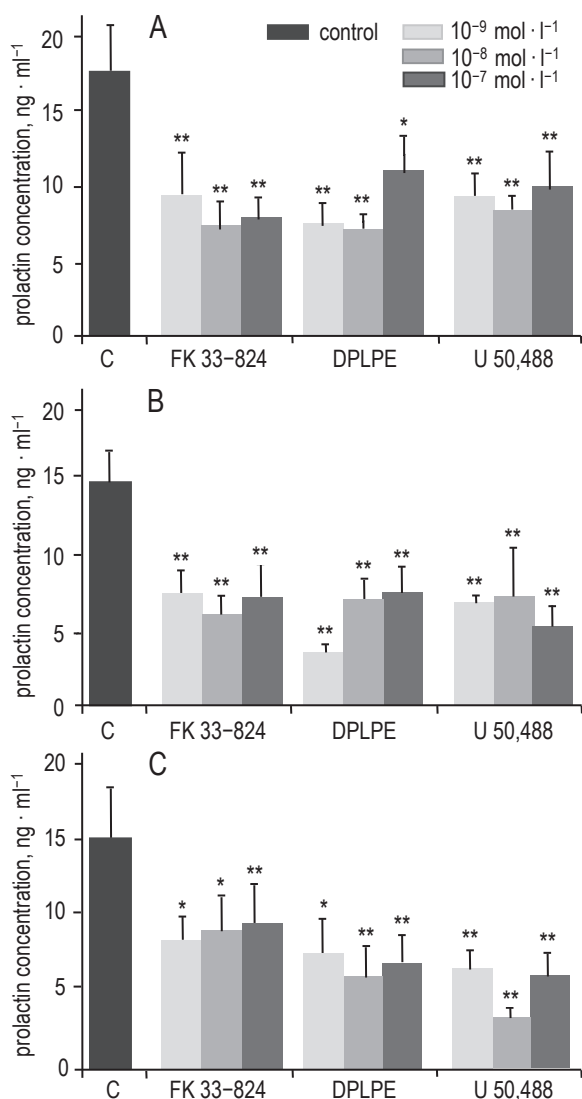 A
control
10⁻⁹ mol · l⁻¹
10⁻⁸ mol · l⁻¹
10⁻⁷ mol · l⁻¹
prolactin concentration, ng · ml⁻¹
20
15
10
5
0
** ** ** ** ** * ** ** **
C FK 33−824 DPLPE U 50,488
B
prolactin concentration, ng · ml⁻¹
20
15
10
5
0
** ** ** ** ** ** ** ** **
C FK 33−824 DPLPE U 50,488
C
prolactin concentration, ng · ml⁻¹
20
15
10
5
0
* * ** * ** ** ** ** **
C FK 33−824 DPLPE U 50,488